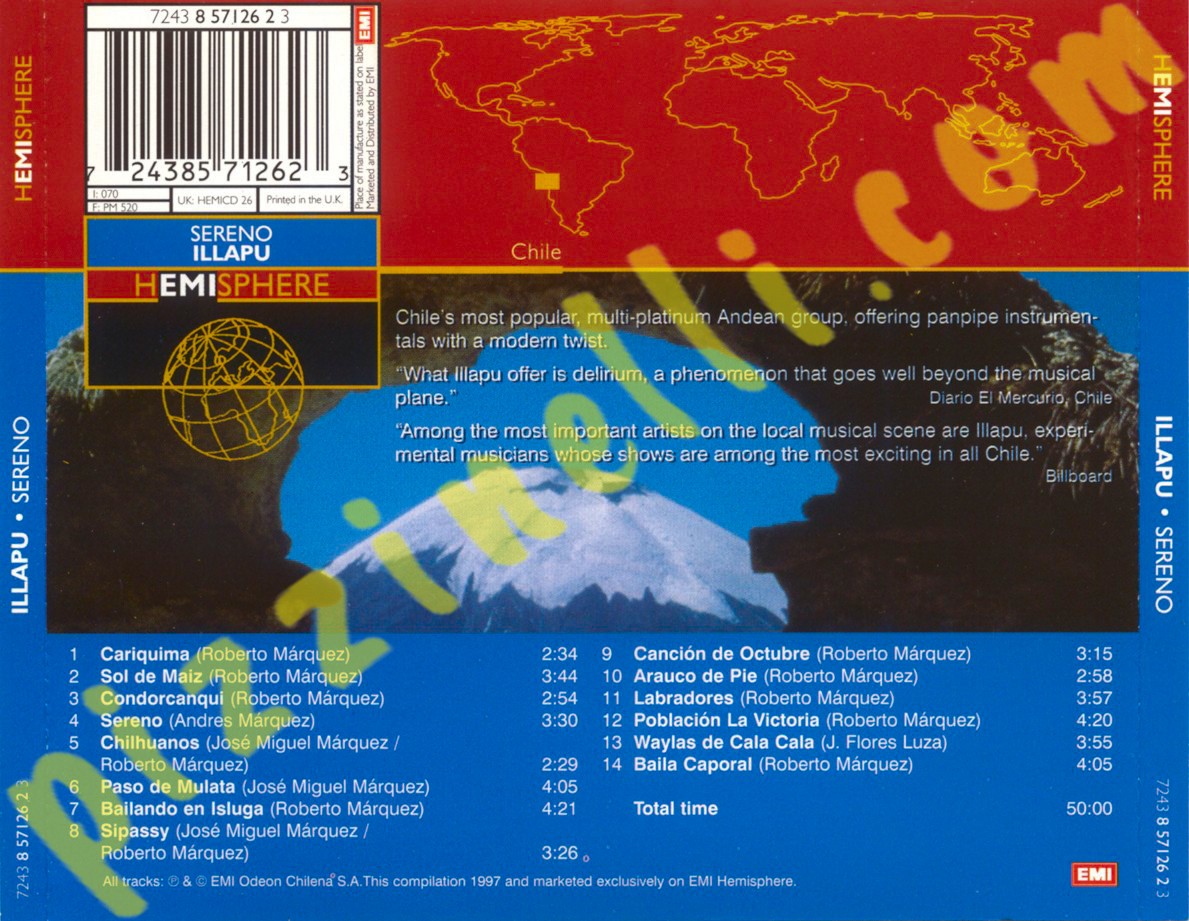 7243 8 57126 2 3
EMI
Place of manufacture as stated on label
Marketed and Distributed by EMI
7 24385 71262 3
I: 070
F: PM 520
UK: HEMICD 26
Printed in the U.K.
SERENO
ILLAPU
HEMISPHERE
Chile
HEMISPHERE
HEMISPHERE
Chile's most popular, multi-platinum Andean group, offering panpipe instrumen-
tals with a modern twist.
"What Illapu offer is delirium, a phenomenon that goes well beyond the musical
plane."
Diario El Mercurio, Chile
"Among the most important artists on the local musical scene are Illapu, experi-
mental musicians whose shows are among the most exciting in all Chile."
Billboard
ILLAPU • SERENO
ILLAPU • SERENO
1 Cariquima (Roberto Márquez) 2:34
2 Sol de Maiz (Roberto Márquez) 3:44
3 Condorcanqui (Roberto Márquez) 2:54
4 Sereno (Andres Márquez) 3:30
5 Chilhuanos (José Miguel Márquez /
Roberto Márquez) 2:29
6 Paso de Mulata (José Miguel Márquez) 4:05
7 Bailando en Isluga (Roberto Márquez) 4:21
8 Sipassy (José Miguel Márquez /
Roberto Márquez) 3:26
9 Canción de Octubre (Roberto Márquez) 3:15
10 Arauco de Pie (Roberto Márquez) 2:58
11 Labradores (Roberto Márquez) 3:57
12 Población La Victoria (Roberto Márquez) 4:20
13 Waylas de Cala Cala (J. Flores Luza) 3:55
14 Baila Caporal (Roberto Márquez) 4:05
Total time 50:00
All tracks: ℗ & © EMI Odeon Chilena S.A.This compilation 1997 and marketed exclusively on EMI Hemisphere.
EMI
7243 8 57126 2 3
7243 8 57126 2 3
pizzineli.com